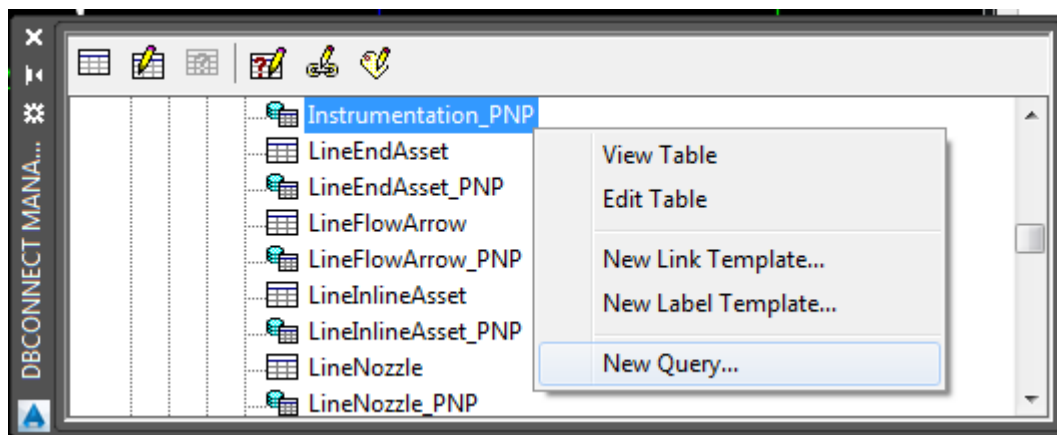 Instrumentation_PNP
LineEndAsset
LineEndAsset_PNP
LineFlowArrow
LineFlowArrow_PNP
LineInlineAsset
LineInlineAsset_PNP
LineNozzle
LineNozzle_PNP
View Table
Edit Table
New Link Template...
New Label Template...
New Query...
DBCONNECT MANA...